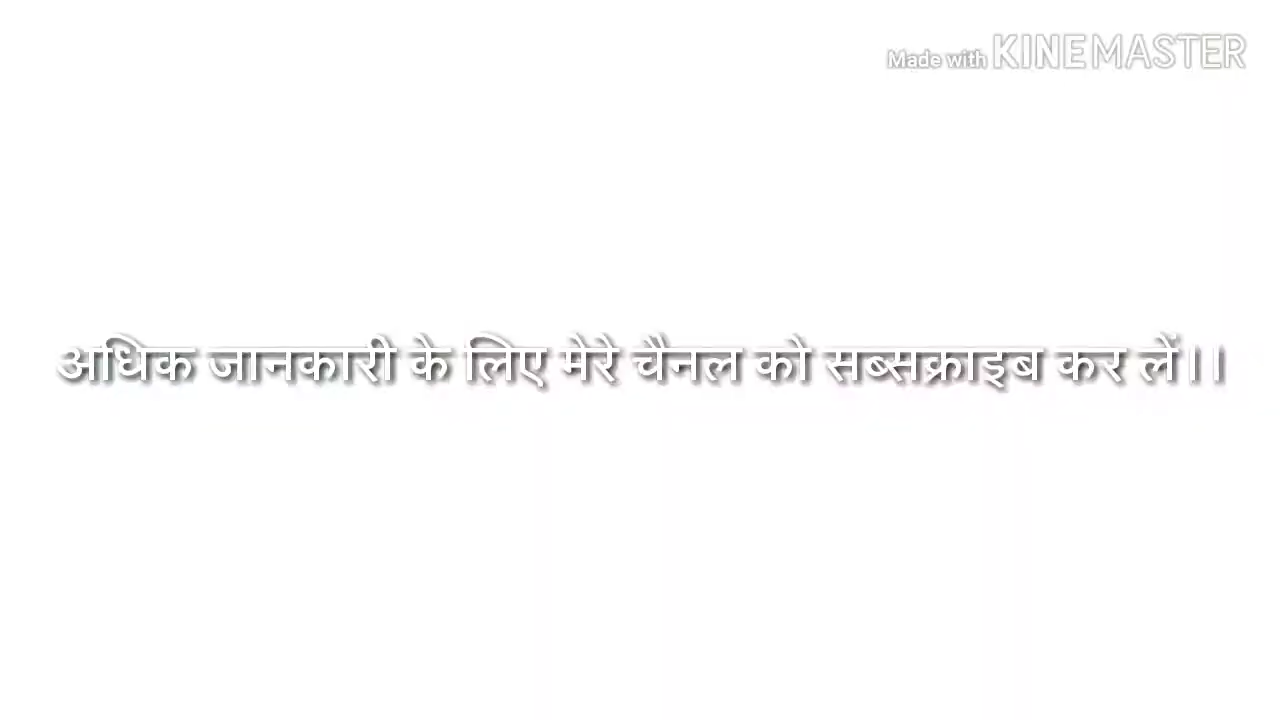 Made with KINEMASTER
अधिक जानकारी के लिए मेरे चैनल को सब्सक्राइब कर लें।।